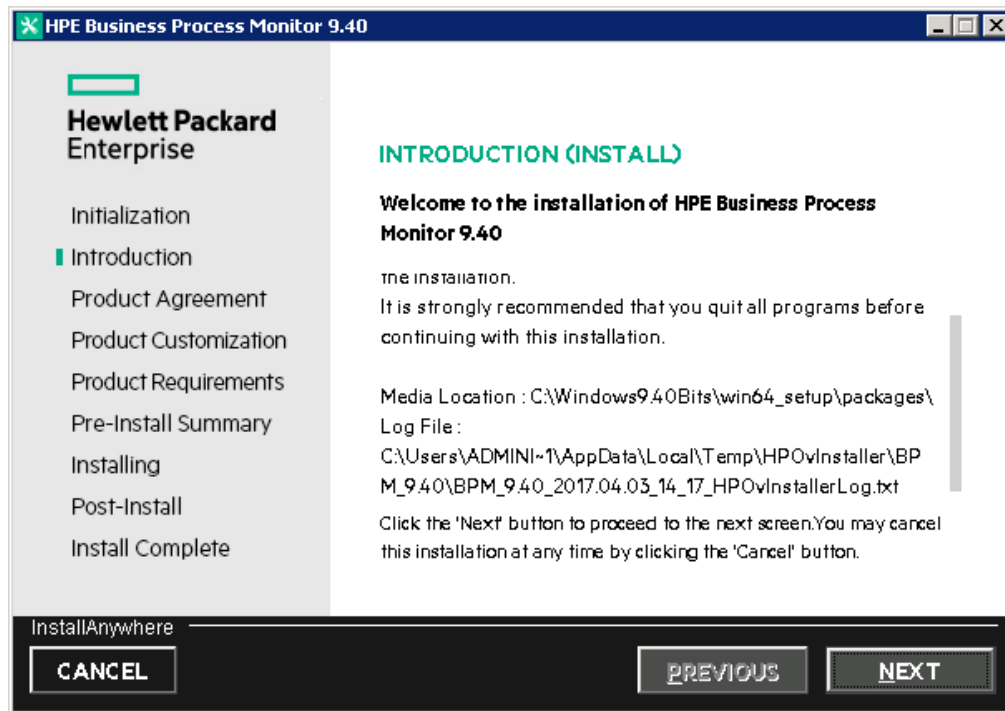 HPE Business Process Monitor 9.40
Hewlett Packard
Enterprise
Initialization
Introduction
Product Agreement
Product Customization
Product Requirements
Pre-Install Summary
Installing
Post-Install
Install Complete
INTRODUCTION (INSTALL)
Welcome to the installation of HPE Business Process
Monitor 9.40
the installation.
It is strongly recommended that you quit all programs before
continuing with this installation.
Media Location : C:\Windows9.40Bits\win64_setup\packages\
Log File :
C:\Users\ADMINI~1\AppData\Local\Temp\HPOvInstaller\BP
M_9.40\BPM_9.40_2017.04.03_14_17_HPOvInstallerLog.txt
Click the 'Next' button to proceed to the next screen.You may cancel
this installation at any time by clicking the 'Cancel' button.
InstallAnywhere
CANCEL
PREVIOUS
NEXT